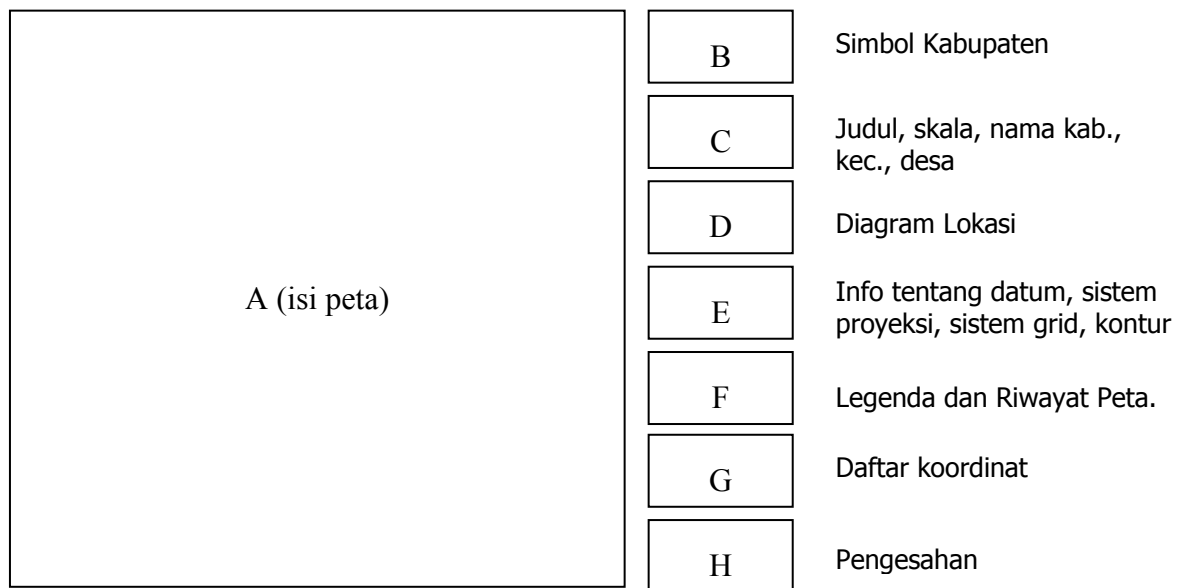 A (isi peta)
B
Simbol Kabupaten
C
Judul, skala, nama kab.,
kec., desa
D
Diagram Lokasi
E
Info tentang datum, sistem
proyeksi, sistem grid, kontur
F
Legenda dan Riwayat Peta.
G
Daftar koordinat
H
Pengesahan